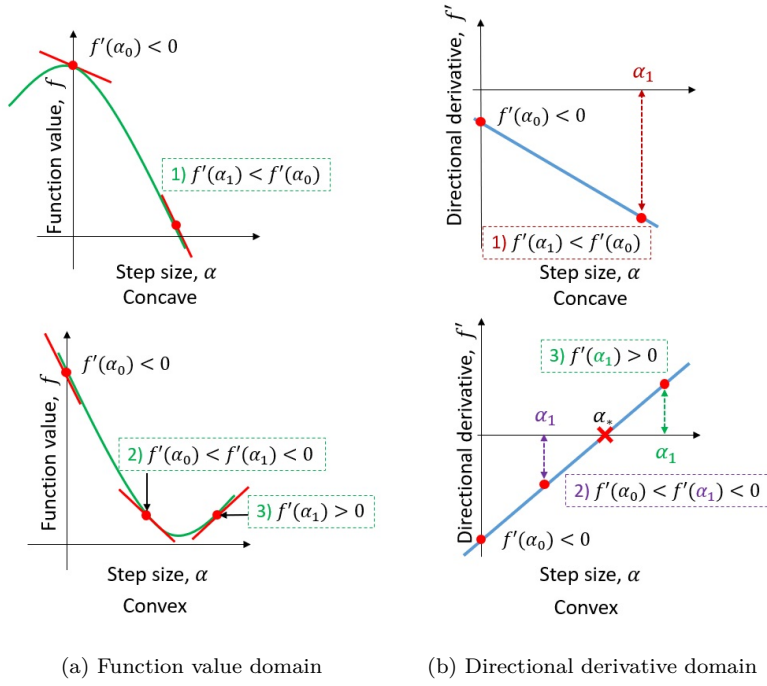 f′(α₀) < 0
Function value, f
1) f′(α₁) < f′(α₀)
Step size, α
Concave
Directional derivative, f′
α₁
f′(α₀) < 0
1) f′(α₁) < f′(α₀)
Step size, α
Concave
f′(α₀) < 0
Function value, f
2) f′(α₀) < f′(α₁) < 0
3) f′(α₁) > 0
Step size, α
Convex
Directional derivative, f′
3) f′(α₁) > 0
α₁
α*
α₁
2) f′(α₀) < f′(α₁) < 0
f′(α₀) < 0
Step size, α
Convex
(a) Function value domain
(b) Directional derivative domain